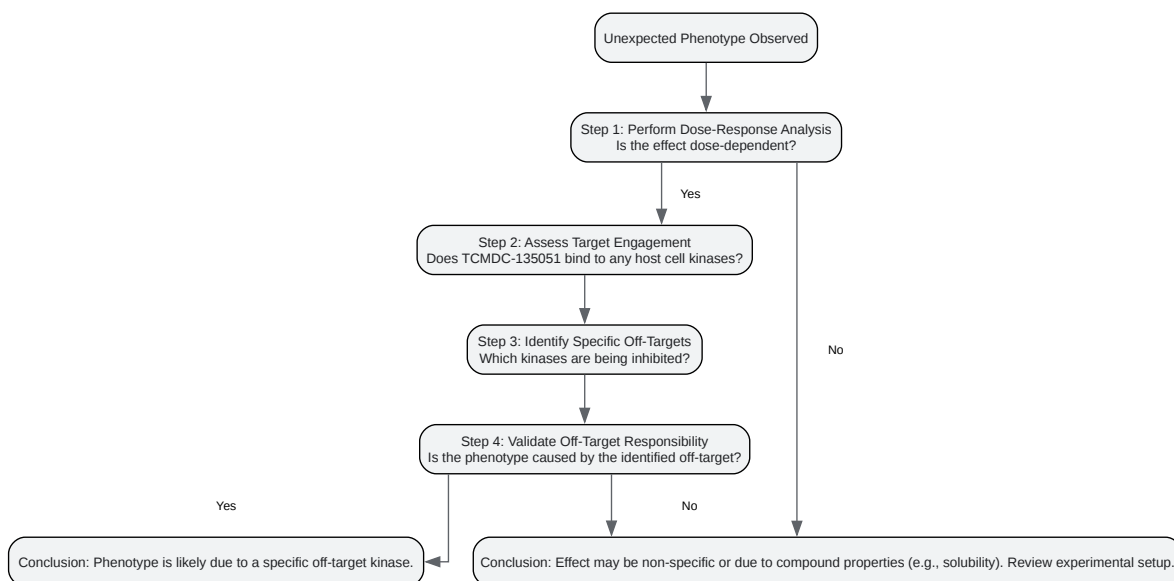 Unexpected Phenotype Observed
Step 1: Perform Dose-Response Analysis
Is the effect dose-dependent?
Yes
Step 2: Assess Target Engagement
Does TCMDC-135051 bind to any host cell kinases?
Step 3: Identify Specific Off-Targets
Which kinases are being inhibited?
No
Step 4: Validate Off-Target Responsibility
Is the phenotype caused by the identified off-target?
Yes
No
Conclusion: Phenotype is likely due to a specific off-target kinase.
Conclusion: Effect may be non-specific or due to compound properties (e.g., solubility). Review experimental setup.